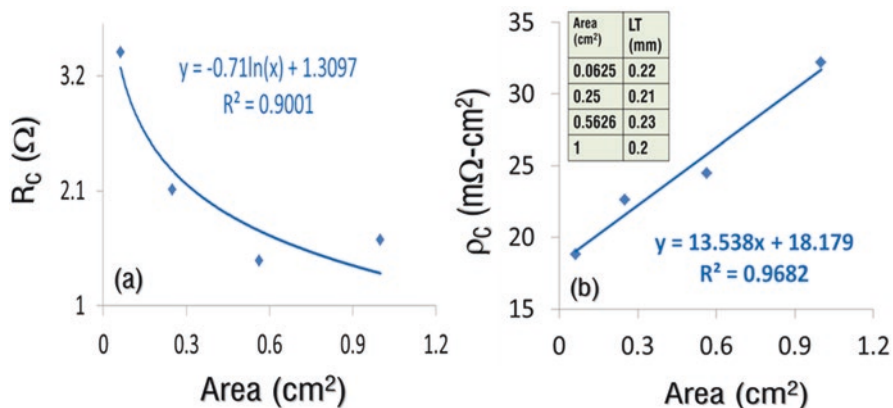 y = -0.71ln(x) + 1.3097
R² = 0.9001
3.2
2.1
1
R_C (Ω)
(a)
0 0.3 0.6 0.9 1.2
Area (cm²)
35
30
25
20
15
ρ_C (mΩ-cm²)
Area (cm²) LT (mm)
0.0625 0.22
0.25 0.21
0.5626 0.23
1 0.2
y = 13.538x + 18.179
R² = 0.9682
(b)
0 0.3 0.6 0.9 1.2
Area (cm²)